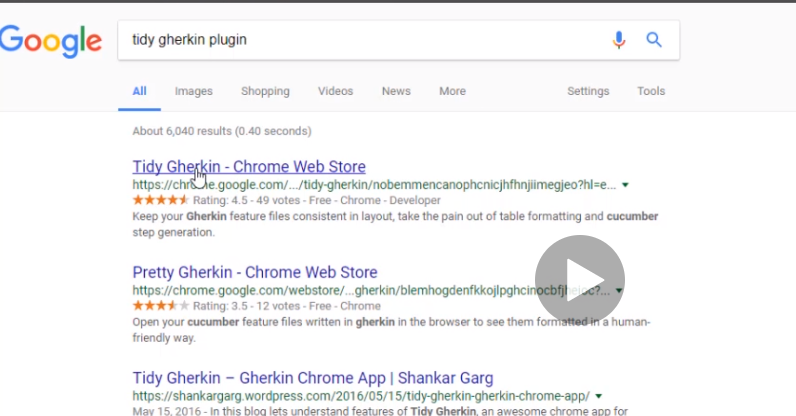 Google
tidy gherkin plugin
All Images Shopping Videos News More Settings Tools
About 6,040 results (0.40 seconds)
Tidy Gherkin - Chrome Web Store
https://chrome.google.com/.../tidy-gherkin/nobemmencanophcnicjhfhnjiimegjeo?hl=e...
Rating: 4.5 - 49 votes - Free - Chrome - Developer
Keep your Gherkin feature files consistent in layout, take the pain out of table formatting and cucumber
step generation.
Pretty Gherkin - Chrome Web Store
https://chrome.google.com/webstore/...gherkin/blemhogdenfkkojlpghcinocbfjheioc?...
Rating: 3.5 - 12 votes - Free - Chrome
Open your cucumber feature files written in gherkin in the browser to see them formatted in a human-
friendly way.
Tidy Gherkin – Gherkin Chrome App | Shankar Garg
https://shankargarg.wordpress.com/2016/05/15/tidy-gherkin-gherkin-chrome-app/
May 15, 2016 - In this blog lets understand features of Tidy Gherkin, an awesome chrome app for